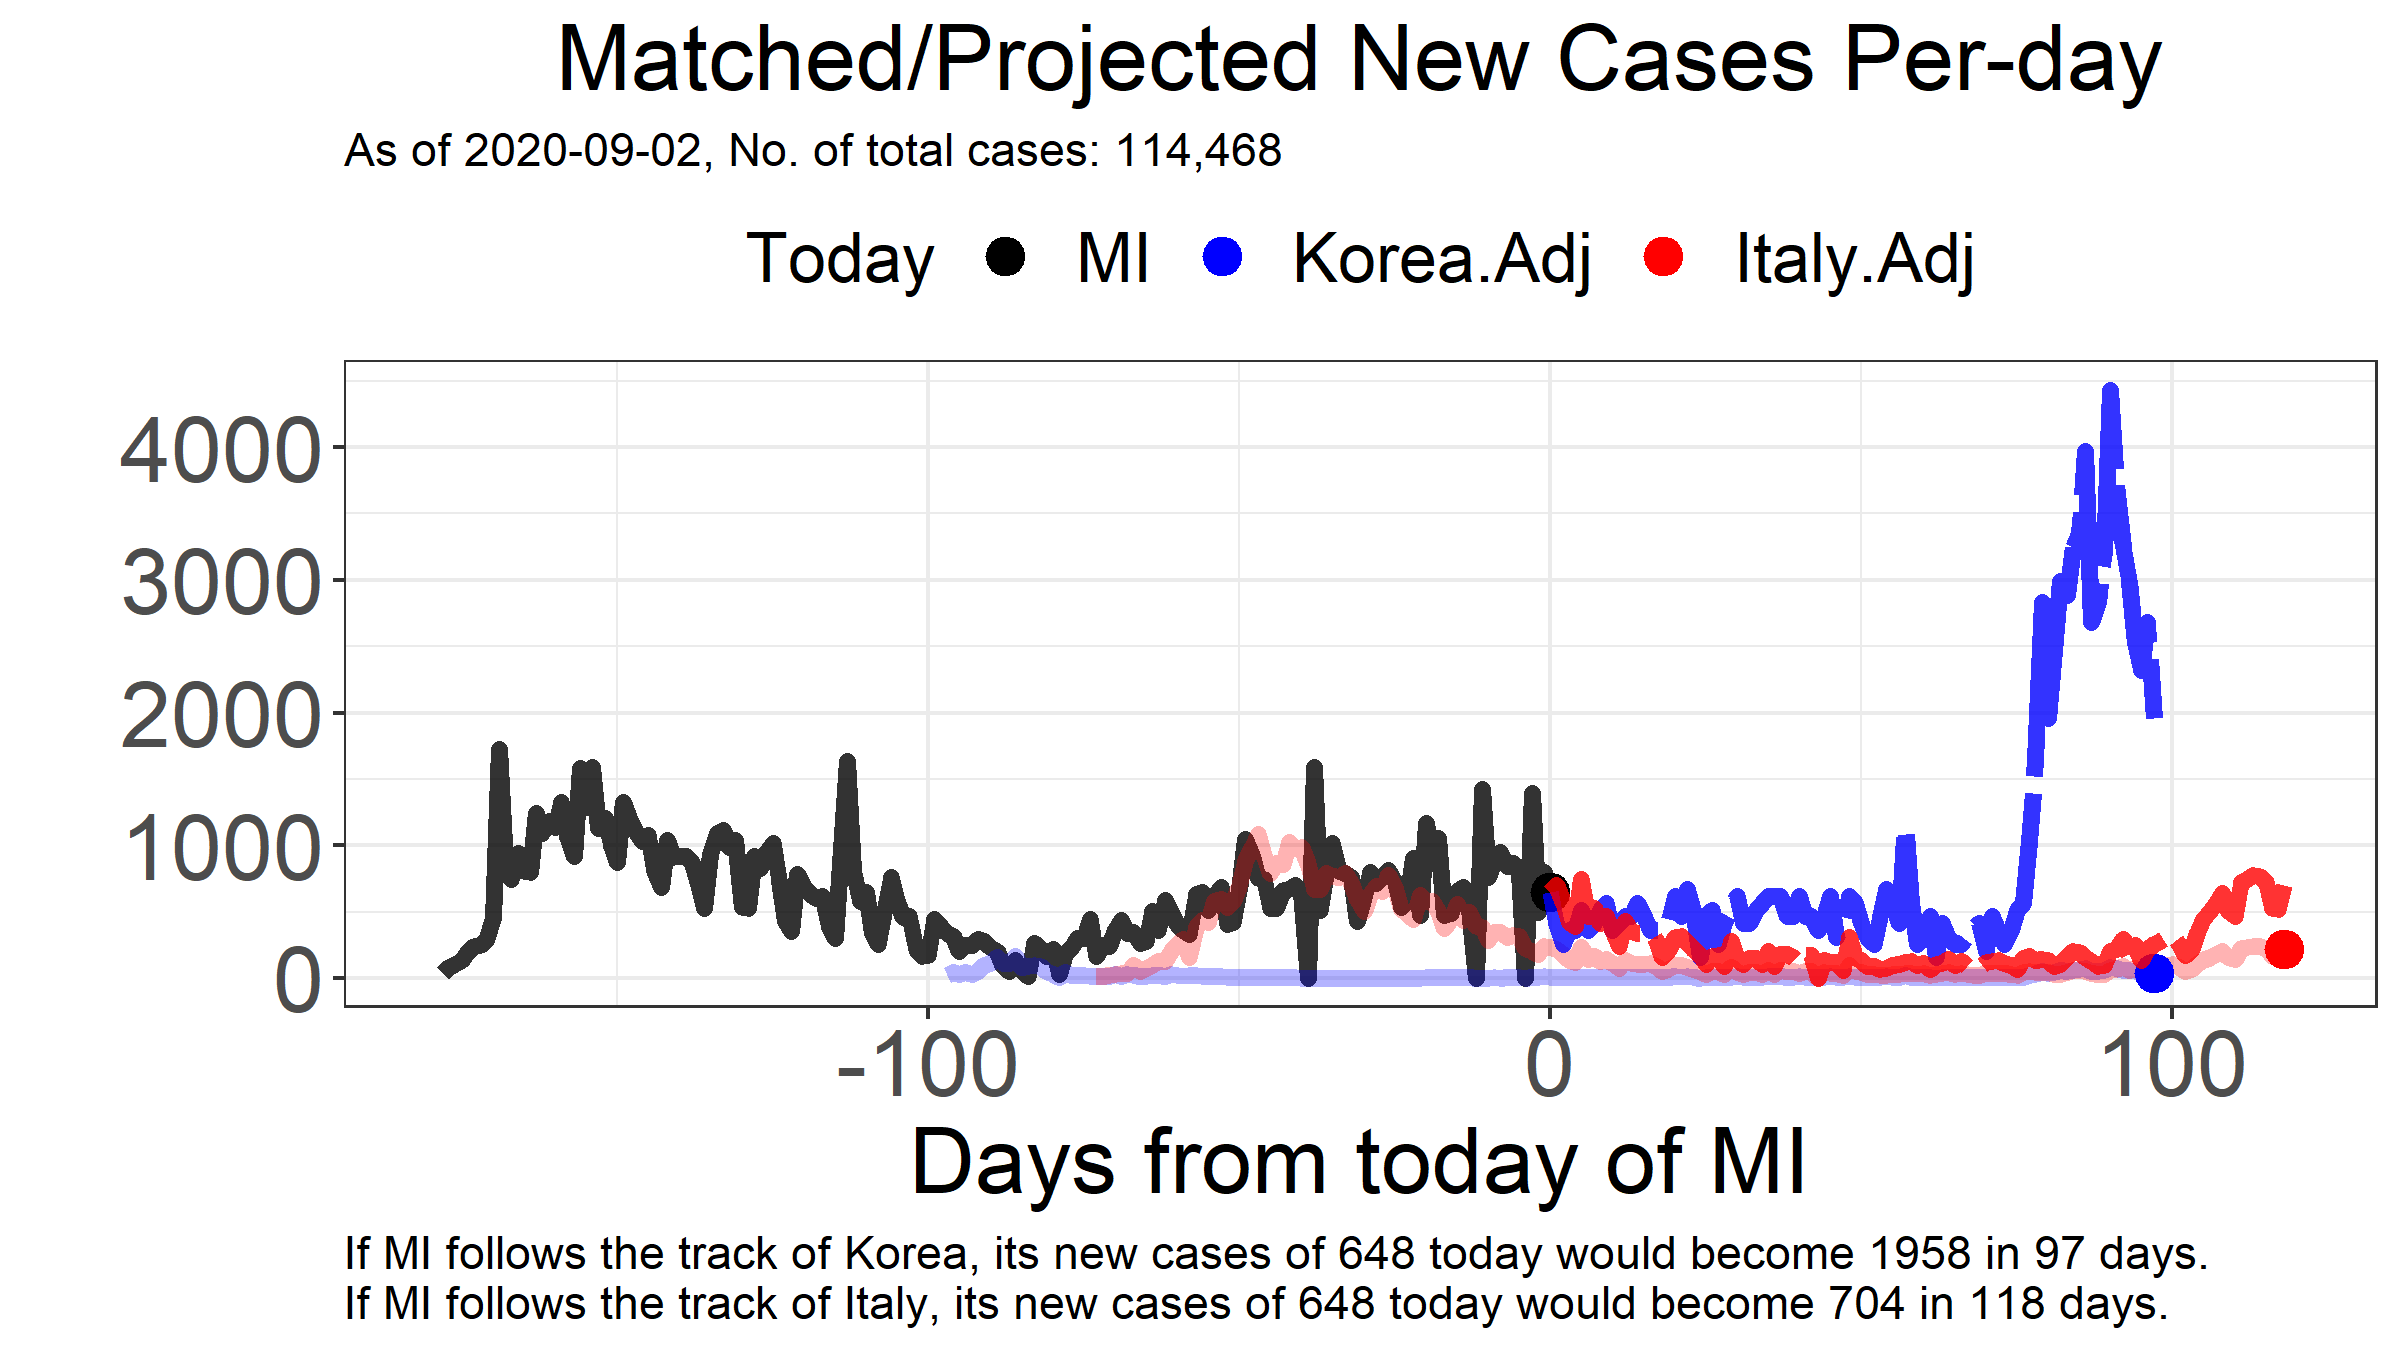 Matched/Projected New Cases Per-day
As of 2020-09-02, No. of total cases: 114,468
Today MI Korea.Adj Italy.Adj
4000
3000
2000
1000
0
-100 0 100
Days from today of MI
If MI follows the track of Korea, its new cases of 648 today would become 1958 in 97 days.
If MI follows the track of Italy, its new cases of 648 today would become 704 in 118 days.